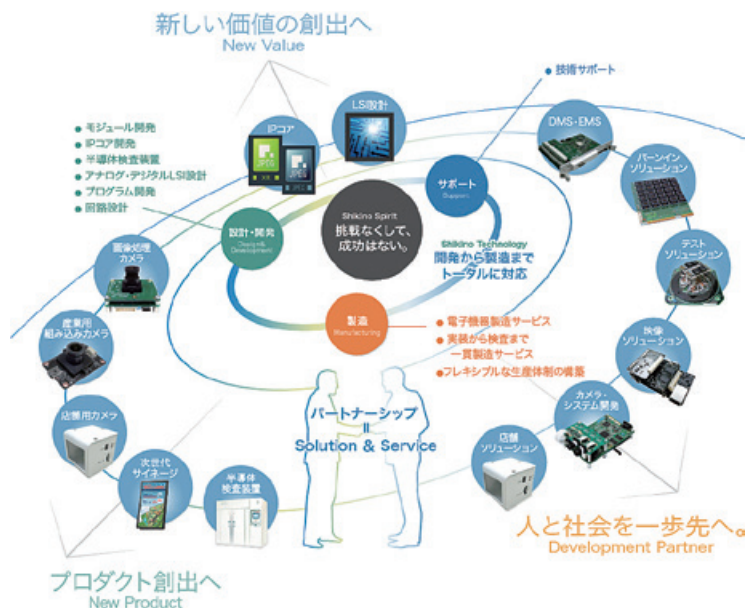 新しい価値の創出へ
New Value
技術サポート
モジュール開発
IPコア開発
半導体検査装置
アナログ・デジタルLSI設計
プログラム開発
回路設計
IPコア
JPEG
JPEG
LSI設計
DMS・EMS
バーンイン
ソリューション
テスト
ソリューション
映像
ソリューション
カメラ・
システム開発
店舗
ソリューション
サポート
Support
設計・開発
Design&
Development
Shikino Spirit
挑戦なくして、
成功はない。
Shikino Technology
開発から製造まで
トータルに対応
製造
Manufacturing
電子機器製造サービス
実装から検査まで
一貫製造サービス
フレキシブルな生産体制の構築
画像処理
カメラ
産業用
組み込みカメラ
店舗用カメラ
次世代
サイネージ
半導体
検査装置
パートナーシップ
=
Solution & Service
人と社会を一歩先へ。
Development Partner
プロダクト創出へ
New Product